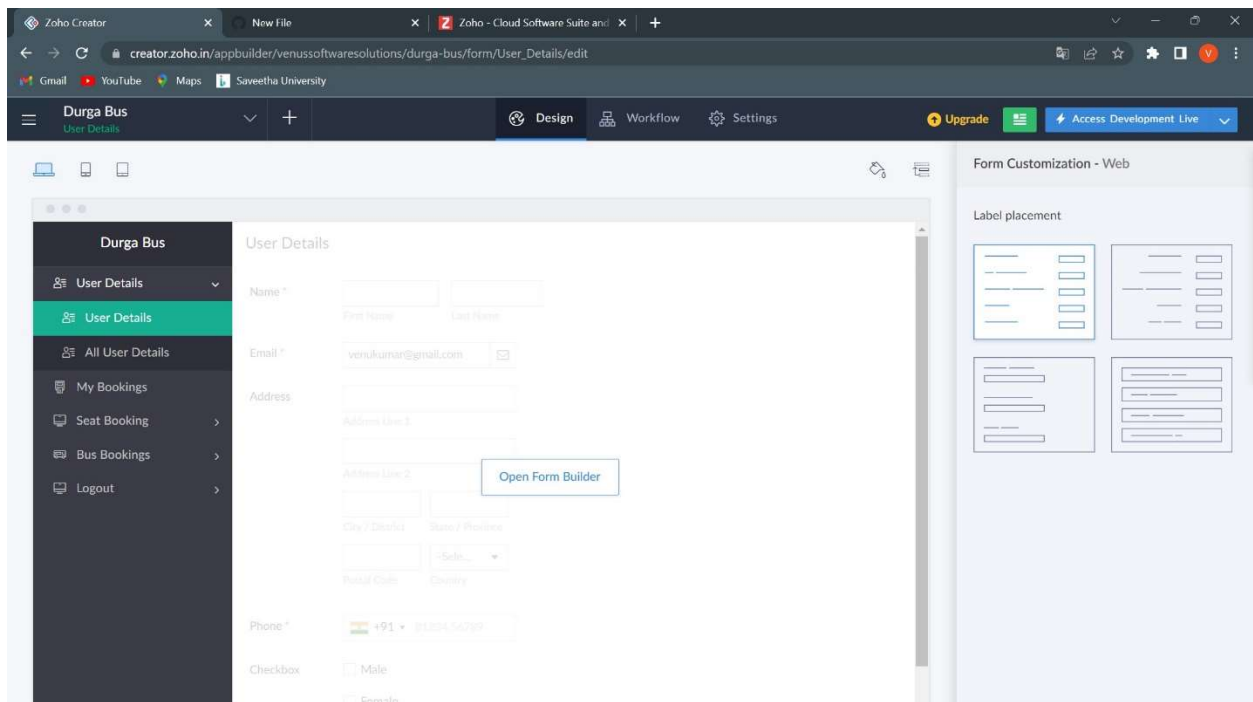 Zoho Creator
New File
Zoho - Cloud Software Suite and
creator.zoho.in/appbuilder/venussoftwaresolutions/durga-bus/form/User_Details/edit
Gmail YouTube Maps Saveetha University
Durga Bus
User Details
Design Workflow Settings
Upgrade
Access Development Live
Form Customization - Web
Label placement
Durga Bus
User Details
User Details
All User Details
My Bookings
Seat Booking
Bus Bookings
Logout
User Details
Name *
First Name Last Name
Email * venukumar@gmail.com
Address
Address Line 1
Address Line 2
Open Form Builder
City / District State / Province
-Sele...
Postal Code Country
Phone * +91
Checkbox Male
Female